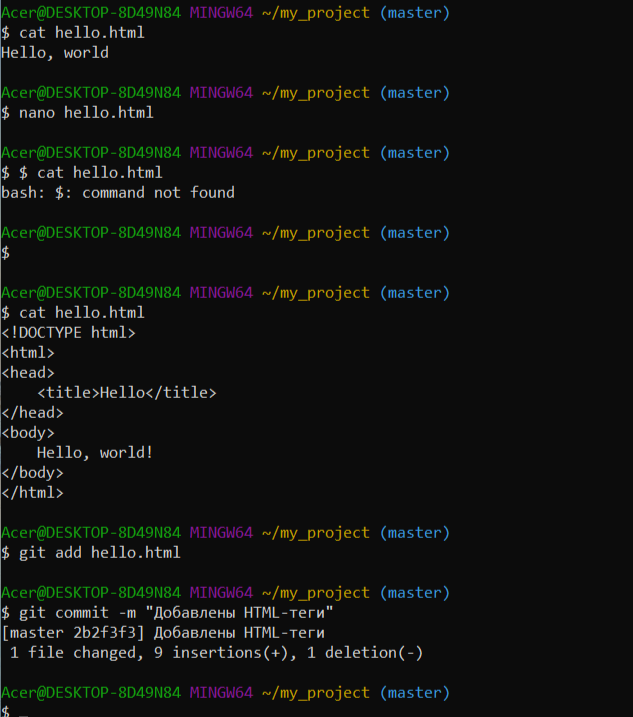 Acer@DESKTOP-8D49N84 MINGW64 ~/my_project (master)
$ cat hello.html
Hello, world
Acer@DESKTOP-8D49N84 MINGW64 ~/my_project (master)
$ nano hello.html
Acer@DESKTOP-8D49N84 MINGW64 ~/my_project (master)
$ $ cat hello.html
bash: $: command not found
Acer@DESKTOP-8D49N84 MINGW64 ~/my_project (master)
$
Acer@DESKTOP-8D49N84 MINGW64 ~/my_project (master)
$ cat hello.html
<!DOCTYPE html>
<html>
<head>
    <title>Hello</title>
</head>
<body>
    Hello, world!
</body>
</html>
Acer@DESKTOP-8D49N84 MINGW64 ~/my_project (master)
$ git add hello.html
Acer@DESKTOP-8D49N84 MINGW64 ~/my_project (master)
$ git commit -m "Добавлены HTML-теги"
[master 2b2f3f3] Добавлены HTML-теги
 1 file changed, 9 insertions(+), 1 deletion(-)
Acer@DESKTOP-8D49N84 MINGW64 ~/my_project (master)
$ _